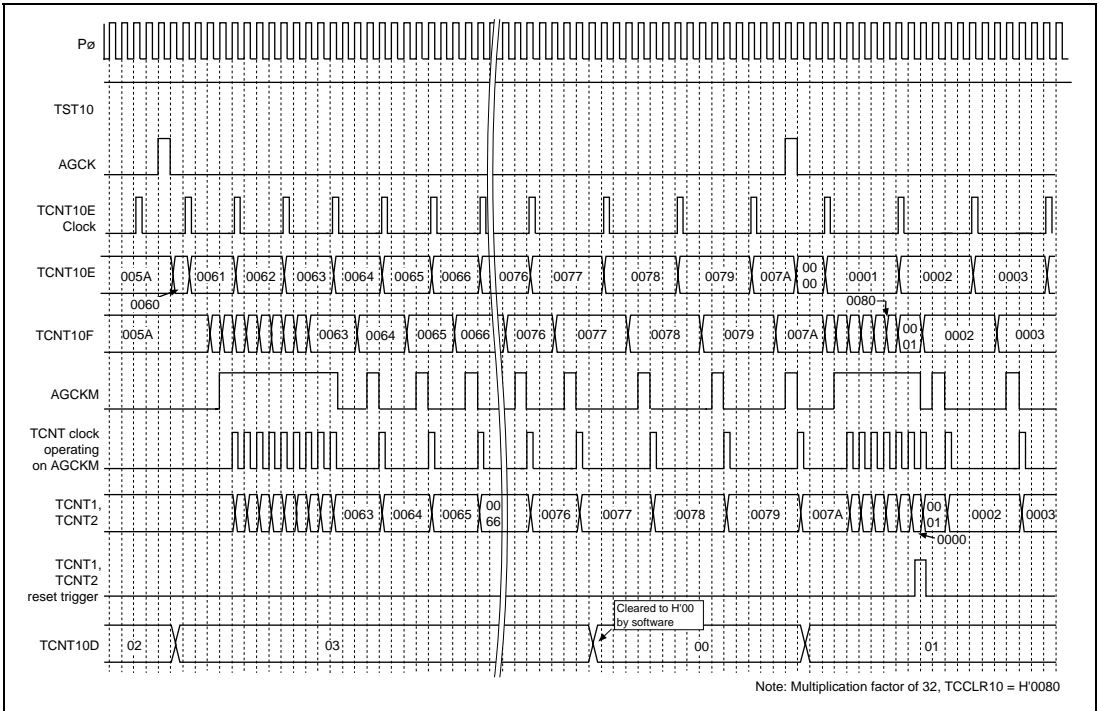 Pø
TST10
AGCK
TCNT10E
Clock
TCNT10E
005A 0061 0062 0063 0064 0065 0066 0076 0077 0078 0079 007A 00 00 0001 0002 0003
0060
0080
TCNT10F
005A 0063 0064 0065 0066 0076 0077 0078 0079 007A 00 01 0002 0003
AGCKM
TCNT clock
operating
on AGCKM
TCNT1,
TCNT2
0063 0064 0065 00 66 0076 0077 0078 0079 007A 00 01 0002 0003
0000
TCNT1,
TCNT2
reset trigger
Cleared to H'00
by software
TCNT10D
02 03 00 01
Note: Multiplication factor of 32, TCCLR10 = H'0080